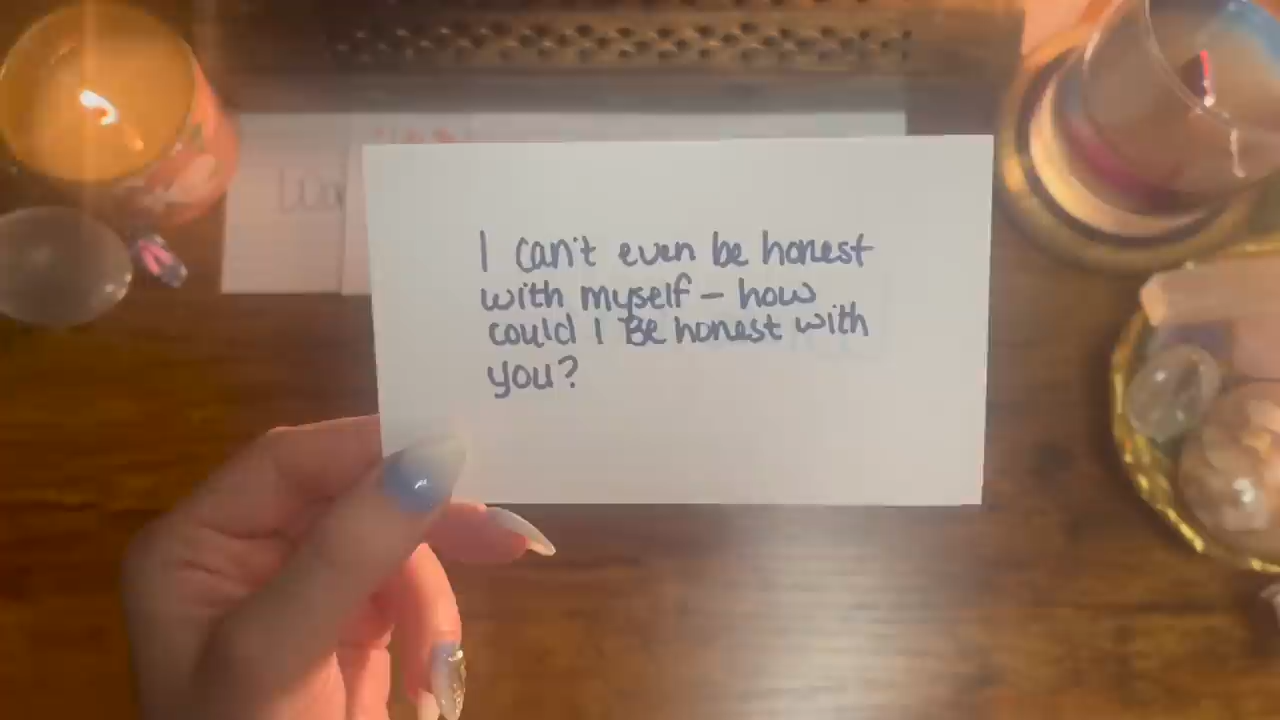 I can't even be honest
with myself – how
could I Be honest with
you?